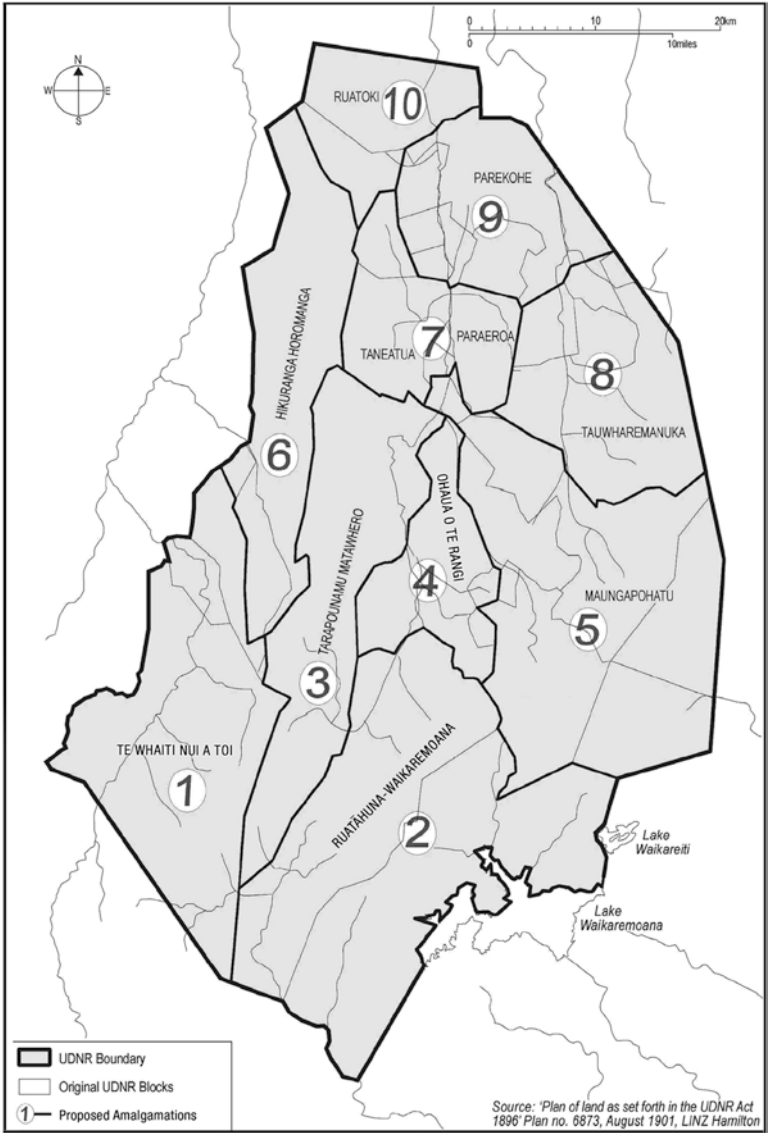 0 10 20km
0 10miles
N
W E
S
RUATOKI 10
PAREKOHE
9
HIKURANGA HOROMANGA
6
TANEATUA
7
PARAEROA
8
TAUWHAREMANUKA
OHAUA O TE RANGI
4
TARAPOUNAMU MATAWHERO
3
MAUNGAPOHATU
5
TE WHAITI NUI A TOI
1
RUATĀHUNA-WAIKAREMOANA
2
Lake
Waikareiti
Lake
Waikaremoana
UDNR Boundary
Original UDNR Blocks
1 Proposed Amalgamations
Source: 'Plan of land as set forth in the UDNR Act
1896' Plan no. 6873, August 1901, LINZ Hamilton